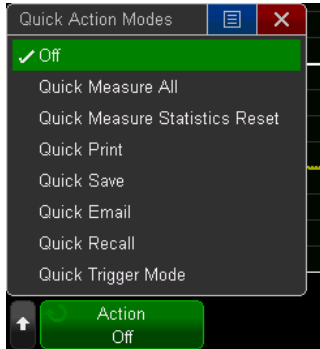 Quick Action Modes
Off
Quick Measure All
Quick Measure Statistics Reset
Quick Print
Quick Save
Quick Email
Quick Recall
Quick Trigger Mode
Action
Off